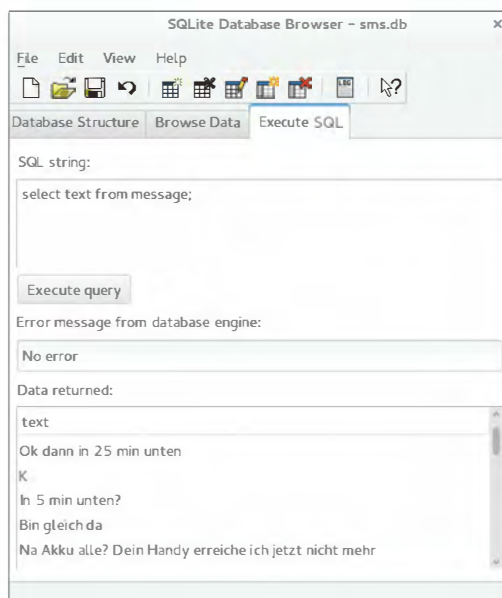 SQLite Database Browser - sms.db ×
File Edit View Help
LOG ?
Database Structure Browse Data Execute SQL
SQL string:
select text from message;
Execute query
Error message from database engine:
No error
Data returned:
text
Ok dann in 25 min unten
K
In 5 min unten?
Bin gleich da
Na Akku alle? Dein Handy erreiche ich jetzt nicht mehr